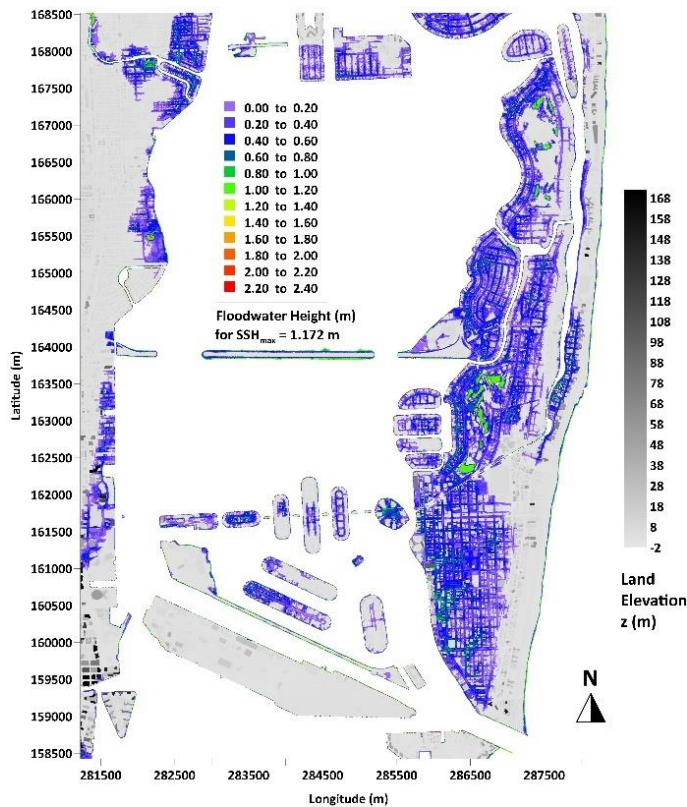 168500
168000
167500
167000
166500
166000
165500
165000
164500
164000
163500
163000
162500
162000
161500
161000
160500
160000
159500
159000
158500
Latitude (m)
0.00 to 0.20
0.20 to 0.40
0.40 to 0.60
0.60 to 0.80
0.80 to 1.00
1.00 to 1.20
1.20 to 1.40
1.40 to 1.60
1.60 to 1.80
1.80 to 2.00
2.00 to 2.20
2.20 to 2.40
Floodwater Height (m)
for SSHmax = 1.172 m
168
158
148
138
128
118
108
98
88
78
68
58
48
38
28
18
8
-2
Land
Elevation
z (m)
N
281500 282500 283500 284500 285500 286500 287500
Longitude (m)